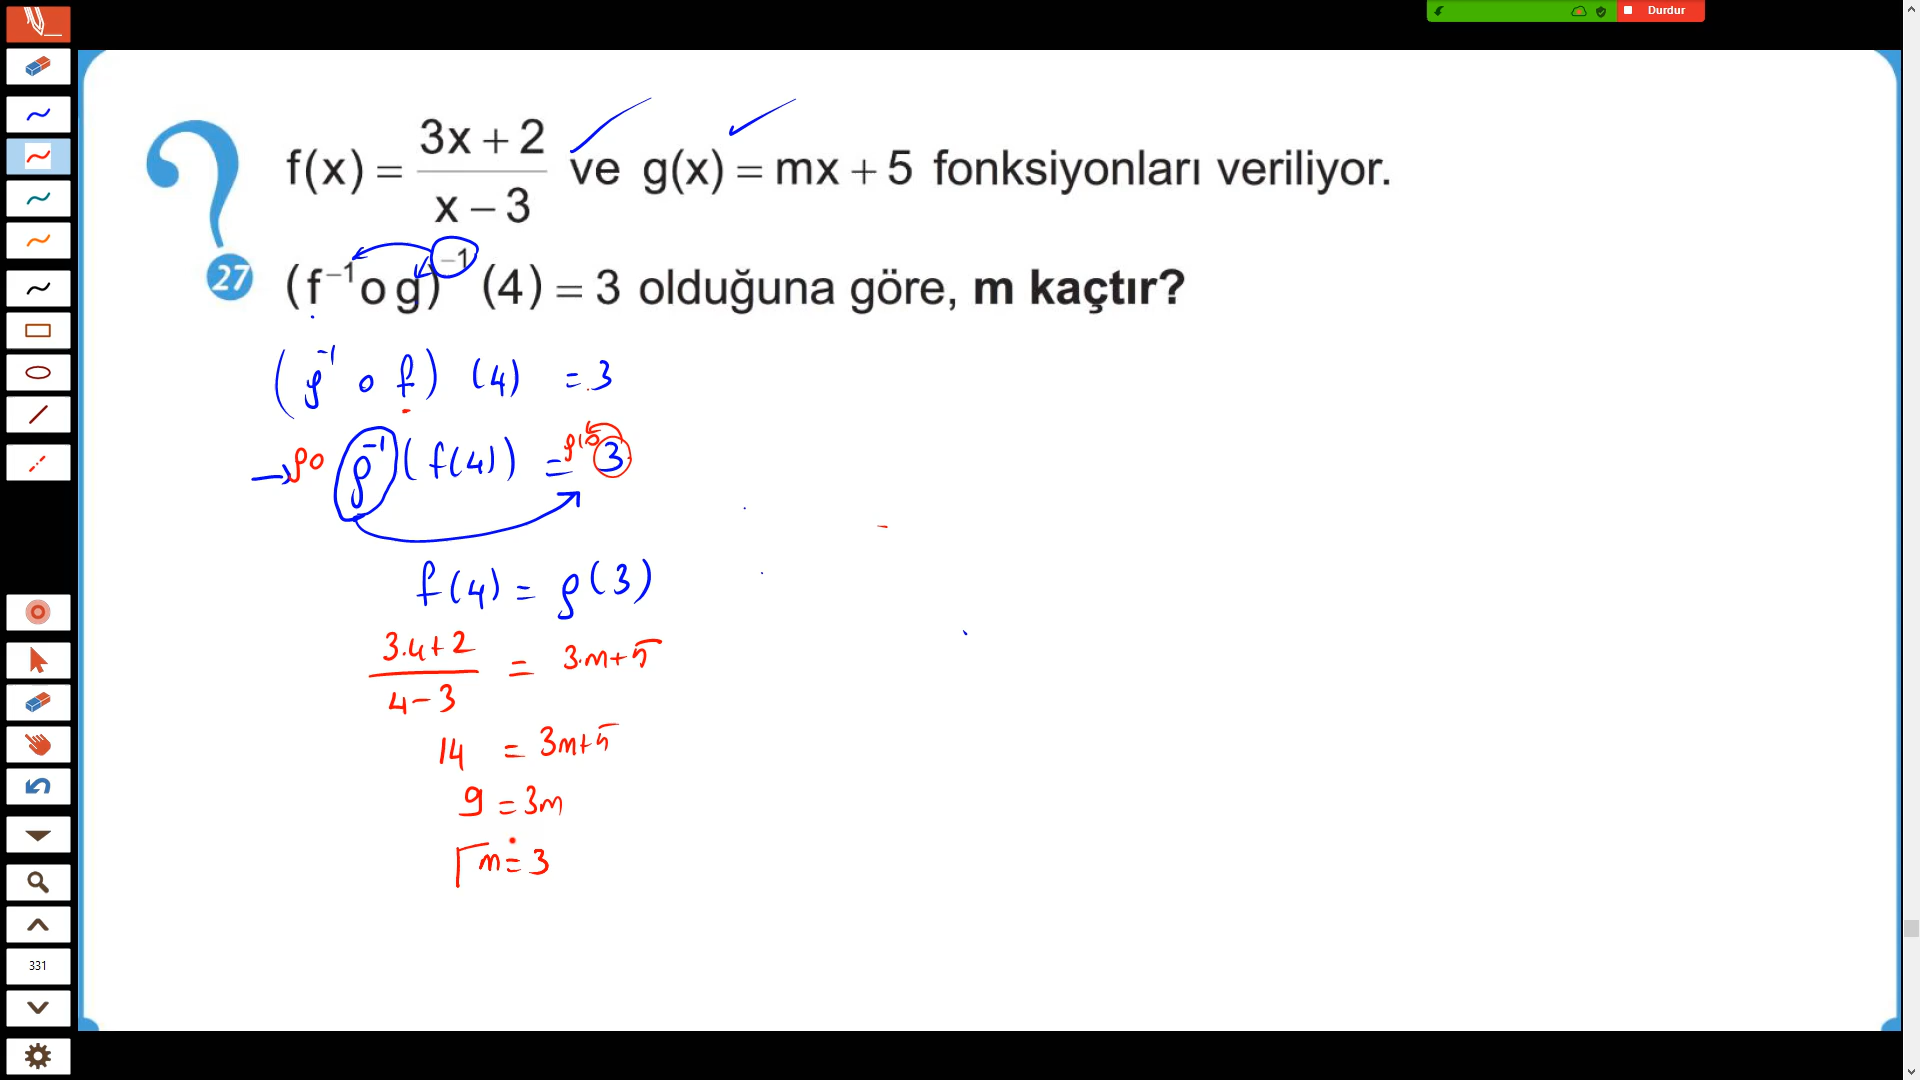 Durdur
f(x) = (3x + 2)/(x − 3) ve g(x) = mx + 5 fonksiyonları veriliyor.
27
(f⁻¹ o g)⁻¹ (4) = 3 olduğuna göre, m kaçtır?
(g⁻¹ o f) (4) = 3
→ go g⁻¹ (f(4)) = 3
f(4) = g(3)
(3.4+2)/(4−3) = 3.m+5
14 = 3m+5
9 = 3m
m = 3
331